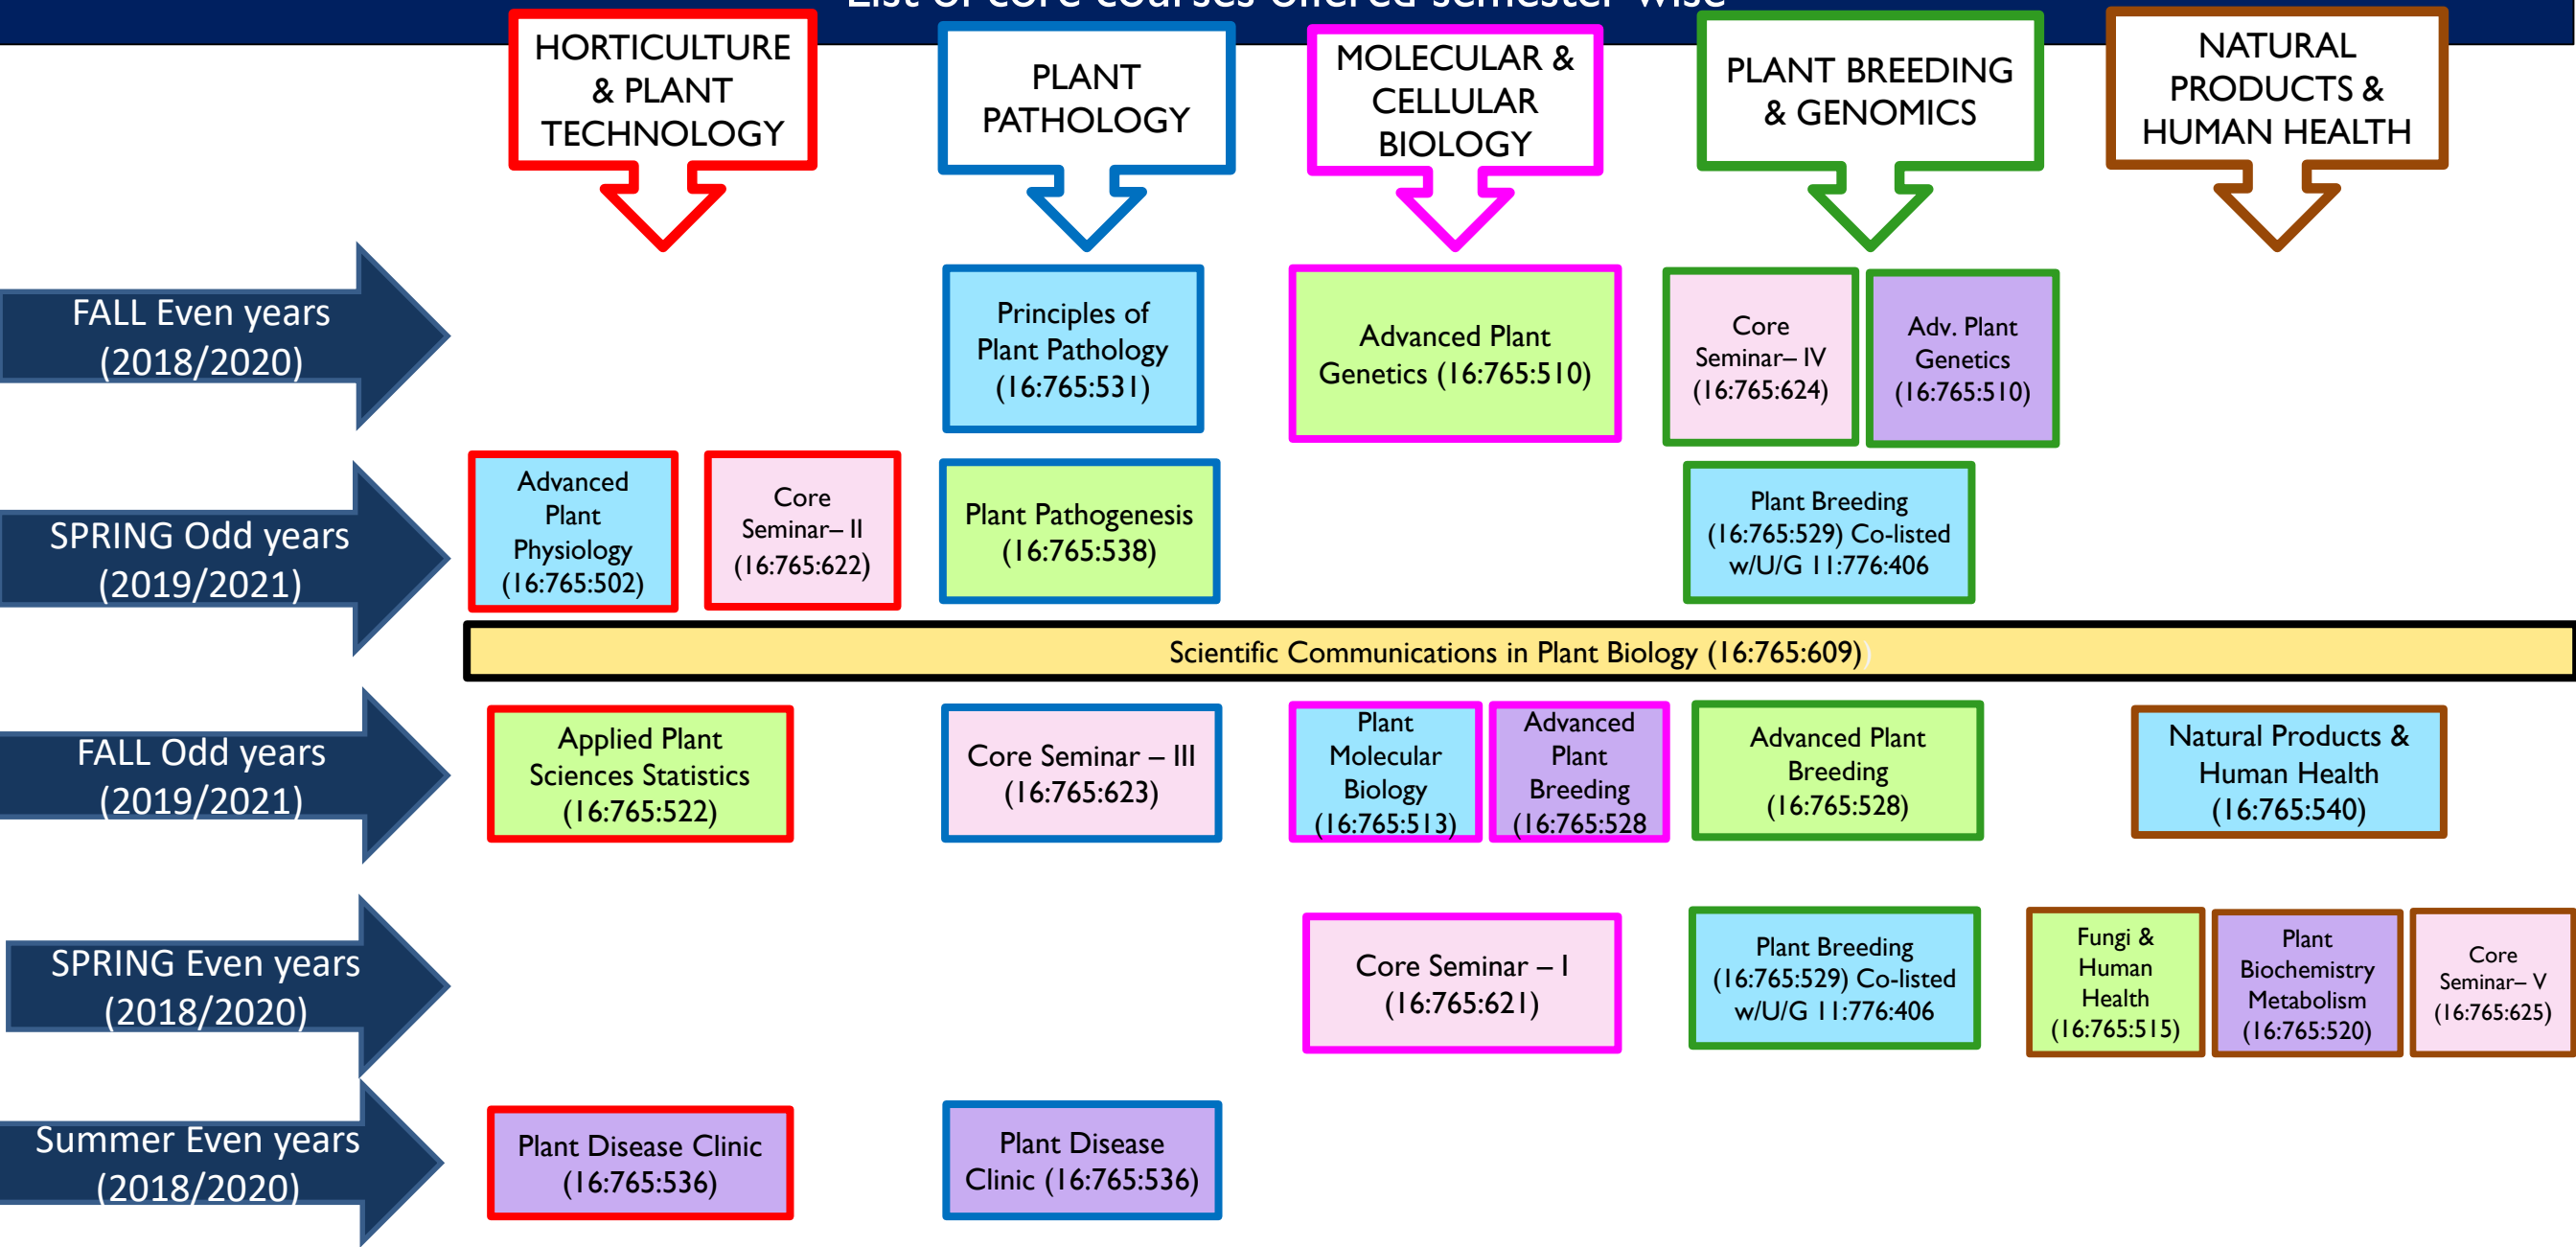 List of core courses offered semester wise
HORTICULTURE
& PLANT
TECHNOLOGY
PLANT
PATHOLOGY
MOLECULAR &
CELLULAR
BIOLOGY
PLANT BREEDING
& GENOMICS
NATURAL
PRODUCTS &
HUMAN HEALTH
FALL Even years
(2018/2020)
Principles of
Plant Pathology
(16:765:531)
Advanced Plant
Genetics (16:765:510)
Core
Seminar– IV
(16:765:624)
Adv. Plant
Genetics
(16:765:510)
SPRING Odd years
(2019/2021)
Advanced
Plant
Physiology
(16:765:502)
Core
Seminar– II
(16:765:622)
Plant Pathogenesis
(16:765:538)
Plant Breeding
(16:765:529) Co-listed
w/U/G 11:776:406
Scientific Communications in Plant Biology (16:765:609))
FALL Odd years
(2019/2021)
Applied Plant
Sciences Statistics
(16:765:522)
Core Seminar – III
(16:765:623)
Plant
Molecular
Biology
(16:765:513)
Advanced
Plant
Breeding
(16:765:528
Advanced Plant
Breeding
(16:765:528)
Natural Products &
Human Health
(16:765:540)
SPRING Even years
(2018/2020)
Core Seminar – I
(16:765:621)
Plant Breeding
(16:765:529) Co-listed
w/U/G 11:776:406
Fungi &
Human
Health
(16:765:515)
Plant
Biochemistry
Metabolism
(16:765:520)
Core
Seminar– V
(16:765:625)
Summer Even years
(2018/2020)
Plant Disease Clinic
(16:765:536)
Plant Disease
Clinic (16:765:536)